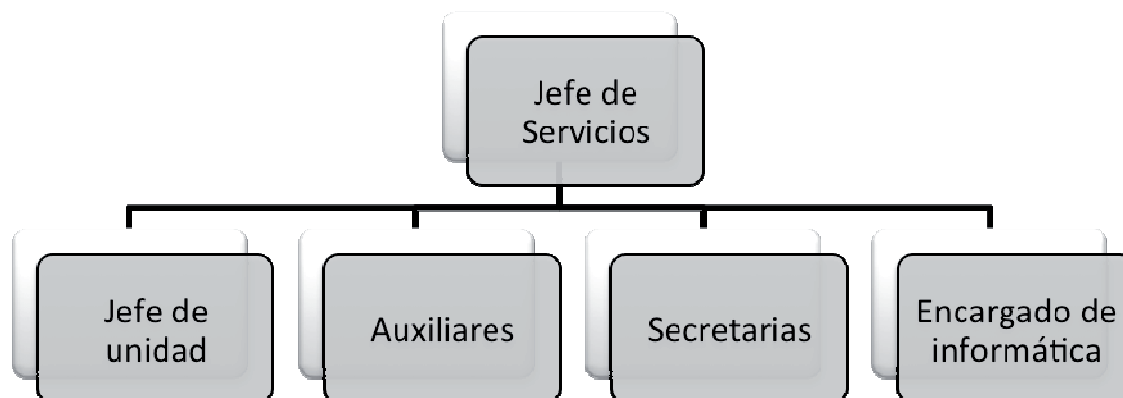 Jefe de
Servicios
Jefe de
unidad
Auxiliares
Secretarias
Encargado de
informática